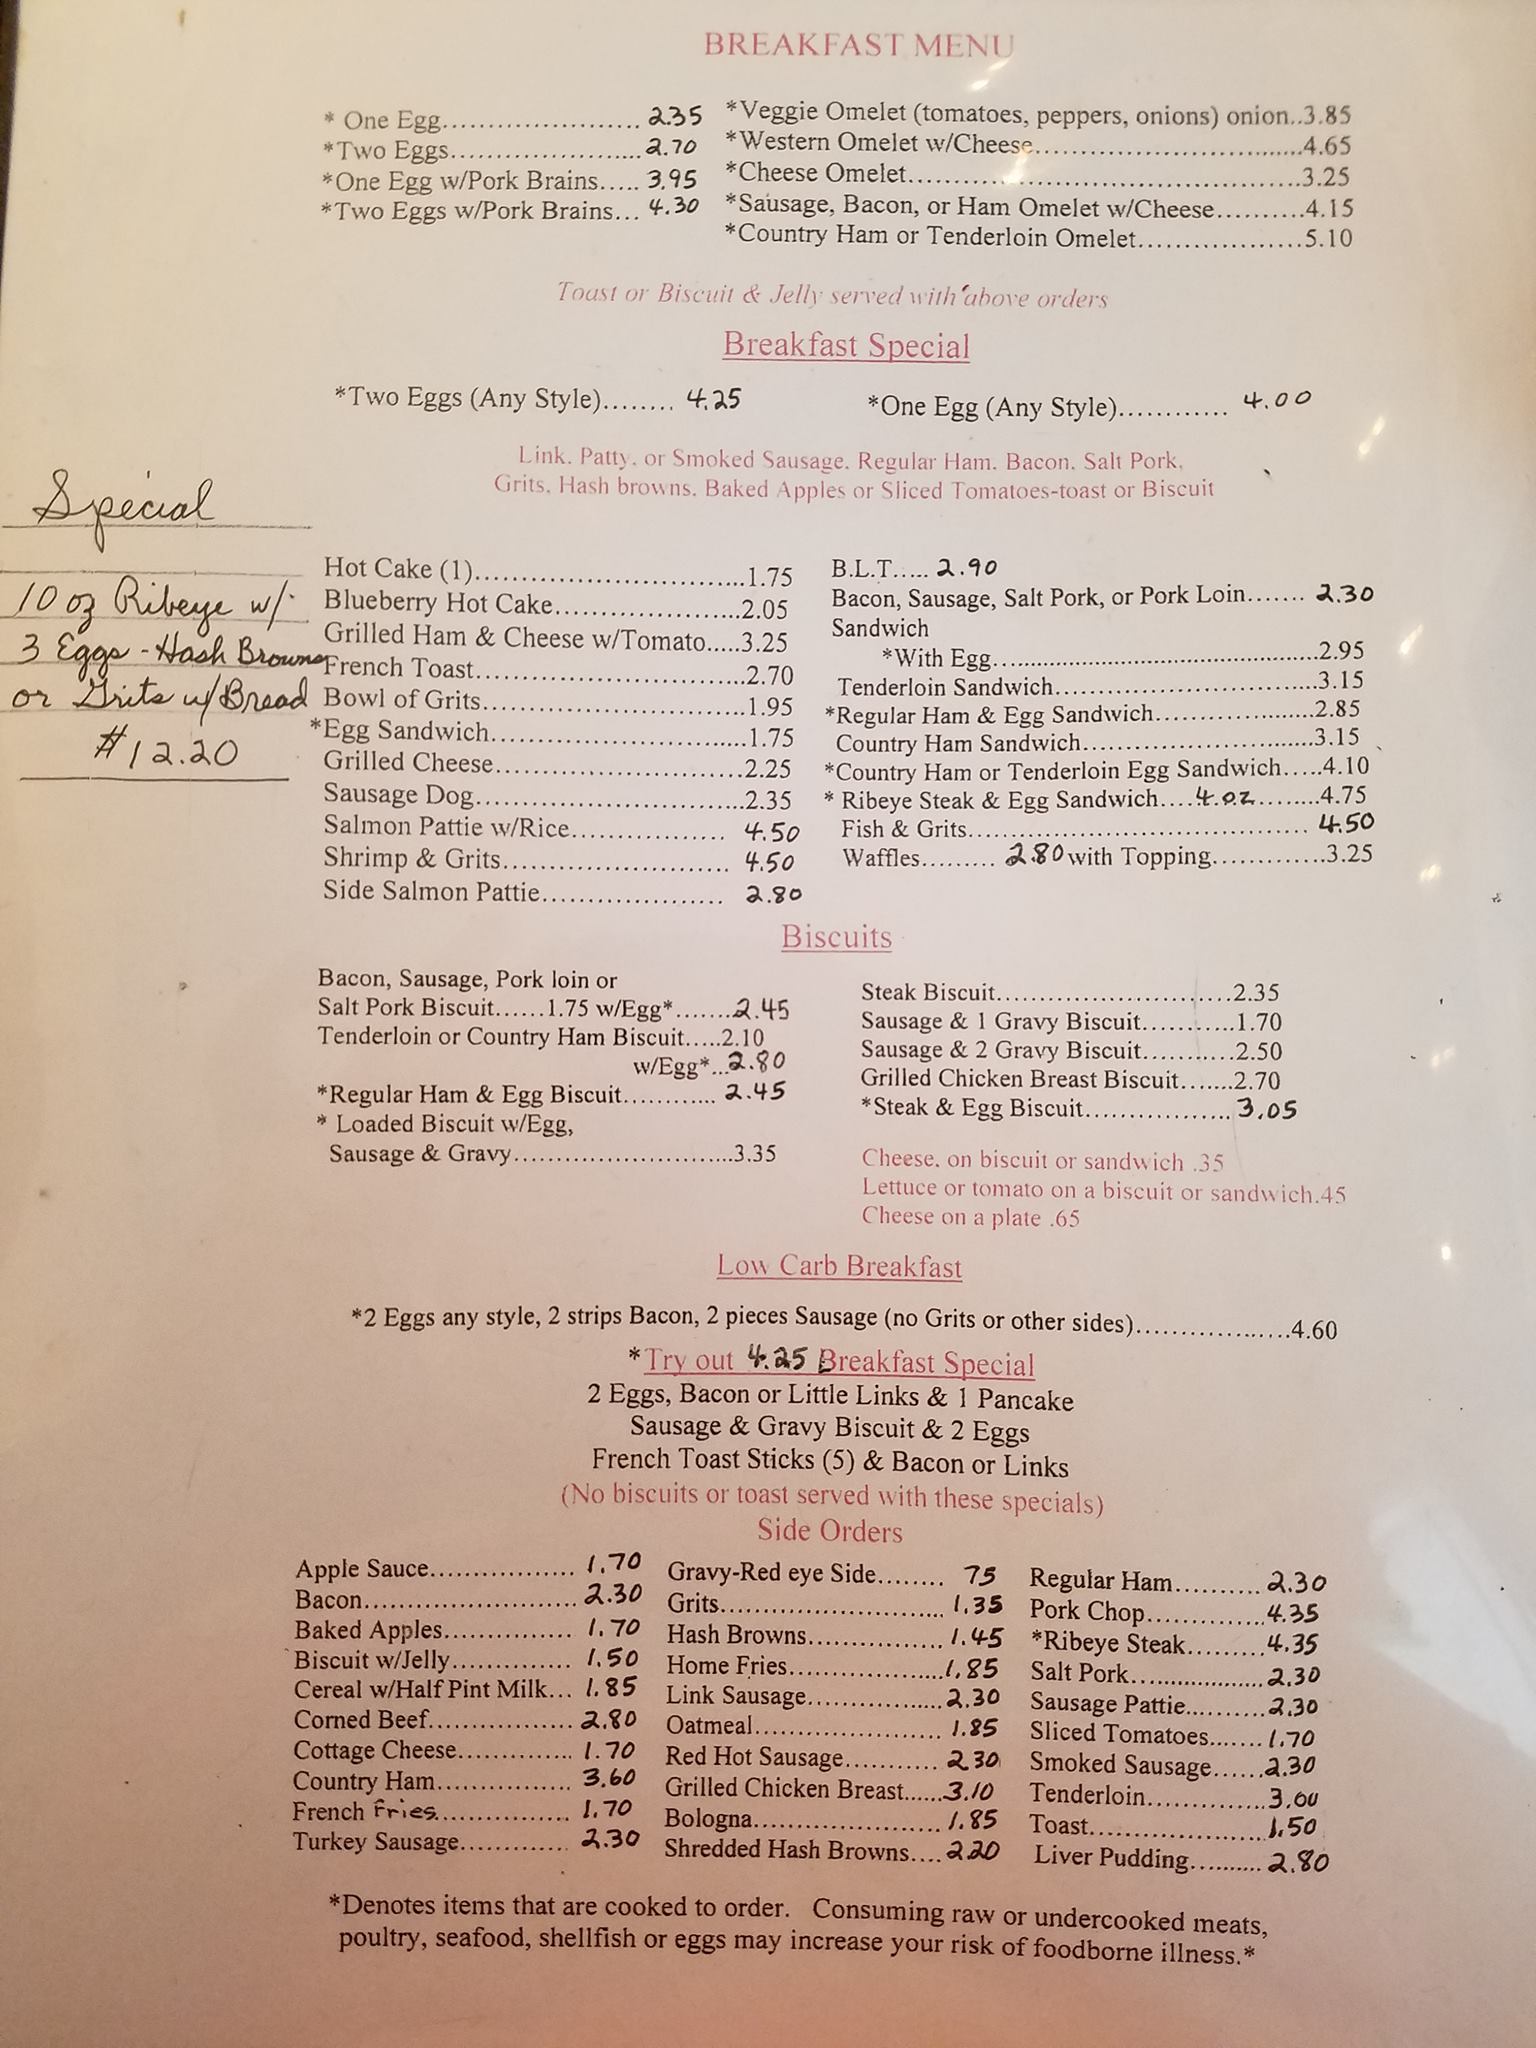 BREAKFAST MENU
* One Egg...................... 2.35
*Two Eggs...................... 2.70
*One Egg w/Pork Brains..... 3.95
*Two Eggs w/Pork Brains... 4.30
*Veggie Omelet (tomatoes, peppers, onions) onion..3.85
*Western Omelet w/Cheese..................................4.65
*Cheese Omelet..................................................3.25
*Sausage, Bacon, or Ham Omelet w/Cheese..........4.15
*Country Ham or Tenderloin Omelet...................5.10
Toast or Biscuit & Jelly served with above orders
Breakfast Special
*Two Eggs (Any Style)........ 4.25
*One Egg (Any Style)............ 4.00
Link. Patty, or Smoked Sausage. Regular Ham. Bacon. Salt Pork,
Grits. Hash browns. Baked Apples or Sliced Tomatoes-toast or Biscuit
Special
10 oz Ribeye w/
3 Eggs - Hash Browns
or Grits w/ Bread
$12.20
Hot Cake (1)..............................1.75
Blueberry Hot Cake.....................2.05
Grilled Ham & Cheese w/Tomato.....3.25
French Toast..............................2.70
Bowl of Grits.............................1.95
*Egg Sandwich............................1.75
Grilled Cheese............................2.25
Sausage Dog..............................2.35
Salmon Pattie w/Rice................. 4.50
Shrimp & Grits.......................... 4.50
Side Salmon Pattie..................... 2.80
B.L.T..... 2.90
Bacon, Sausage, Salt Pork, or Pork Loin....... 2.30
Sandwich
*With Egg.............................................2.95
Tenderloin Sandwich..............................3.15
*Regular Ham & Egg Sandwich..................2.85
Country Ham Sandwich..........................3.15
*Country Ham or Tenderloin Egg Sandwich.....4.10
* Ribeye Steak & Egg Sandwich....4.oz........4.75
Fish & Grits....................................... 4.50
Waffles......... 2.80 with Topping.............3.25
Biscuits
Bacon, Sausage, Pork loin or
Salt Pork Biscuit......1.75 w/Egg*.......2.45
Tenderloin or Country Ham Biscuit.....2.10
w/Egg*...2.80
*Regular Ham & Egg Biscuit............ 2.45
* Loaded Biscuit w/Egg,
Sausage & Gravy..........................3.35
Steak Biscuit...........................2.35
Sausage & 1 Gravy Biscuit...........1.70
Sausage & 2 Gravy Biscuit...........2.50
Grilled Chicken Breast Biscuit.......2.70
*Steak & Egg Biscuit.................3.05
Cheese. on biscuit or sandwich .35
Lettuce or tomato on a biscuit or sandwich.45
Cheese on a plate .65
Low Carb Breakfast
*2 Eggs any style, 2 strips Bacon, 2 pieces Sausage (no Grits or other sides)..................4.60
*Try out 4.25 Breakfast Special
2 Eggs, Bacon or Little Links & 1 Pancake
Sausage & Gravy Biscuit & 2 Eggs
French Toast Sticks (5) & Bacon or Links
(No biscuits or toast served with these specials)
Side Orders
Apple Sauce.................. 1.70
Bacon........................... 2.30
Baked Apples................ 1.70
Biscuit w/Jelly.............. 1.50
Cereal w/Half Pint Milk... 1.85
Corned Beef.................. 2.80
Cottage Cheese.............. 1.70
Country Ham................. 3.60
French Fries................. 1.70
Turkey Sausage............. 2.30
Gravy-Red eye Side........ 75
Grits............................ 1.35
Hash Browns................. 1.45
Home Fries...................1.85
Link Sausage.................2.30
Oatmeal....................... 1.85
Red Hot Sausage........... 2.30
Grilled Chicken Breast......3.10
Bologna....................... 1.85
Shredded Hash Browns.... 2.20
Regular Ham.......... 2.30
Pork Chop..............4.35
*Ribeye Steak.........4.35
Salt Pork.................2.30
Sausage Pattie..........2.30
Sliced Tomatoes.......1.70
Smoked Sausage......2.30
Tenderloin..............3.00
Toast.....................1.50
Liver Pudding.......... 2.80
*Denotes items that are cooked to order. Consuming raw or undercooked meats,
poultry, seafood, shellfish or eggs may increase your risk of foodborne illness.*